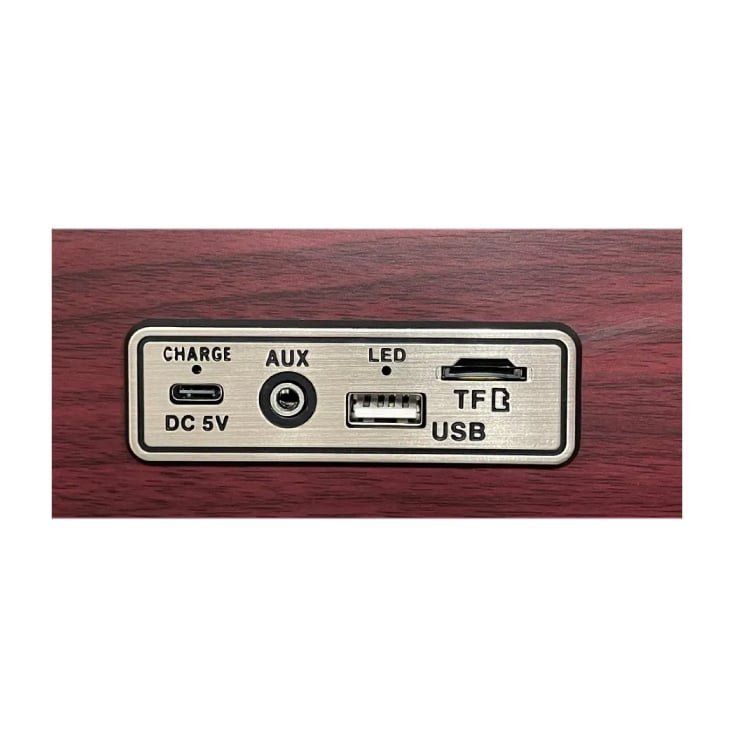 CHARGE
DC 5V
AUX
LED
USB
TF